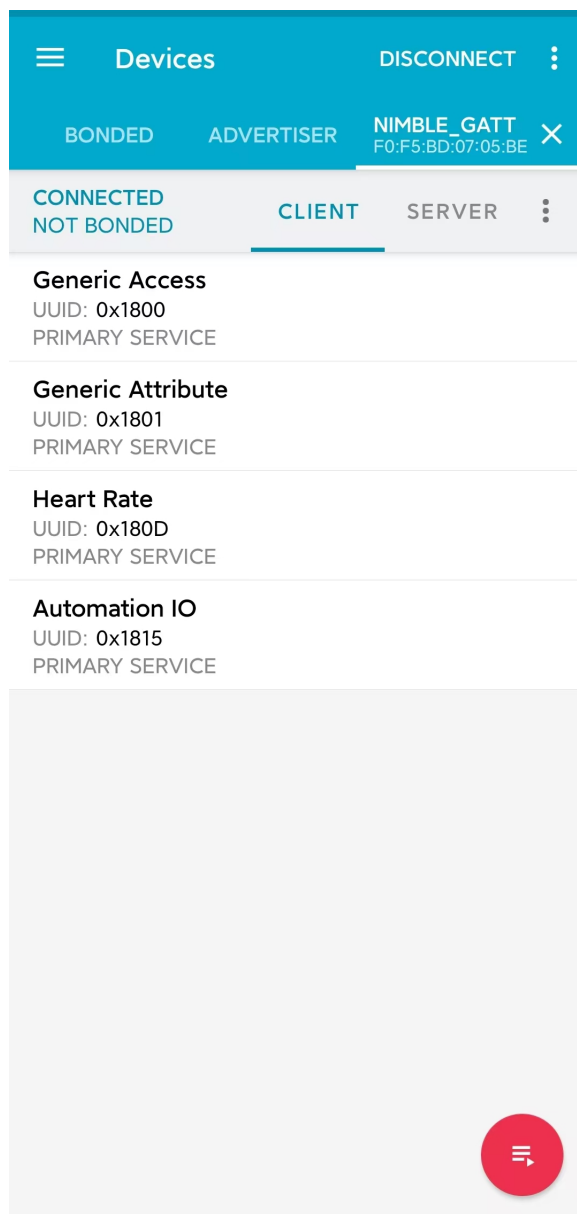 Devices DISCONNECT
BONDED ADVERTISER NIMBLE_GATT
F0:F5:BD:07:05:BE
CONNECTED
NOT BONDED
CLIENT SERVER
Generic Access
UUID: 0x1800
PRIMARY SERVICE
Generic Attribute
UUID: 0x1801
PRIMARY SERVICE
Heart Rate
UUID: 0x180D
PRIMARY SERVICE
Automation IO
UUID: 0x1815
PRIMARY SERVICE